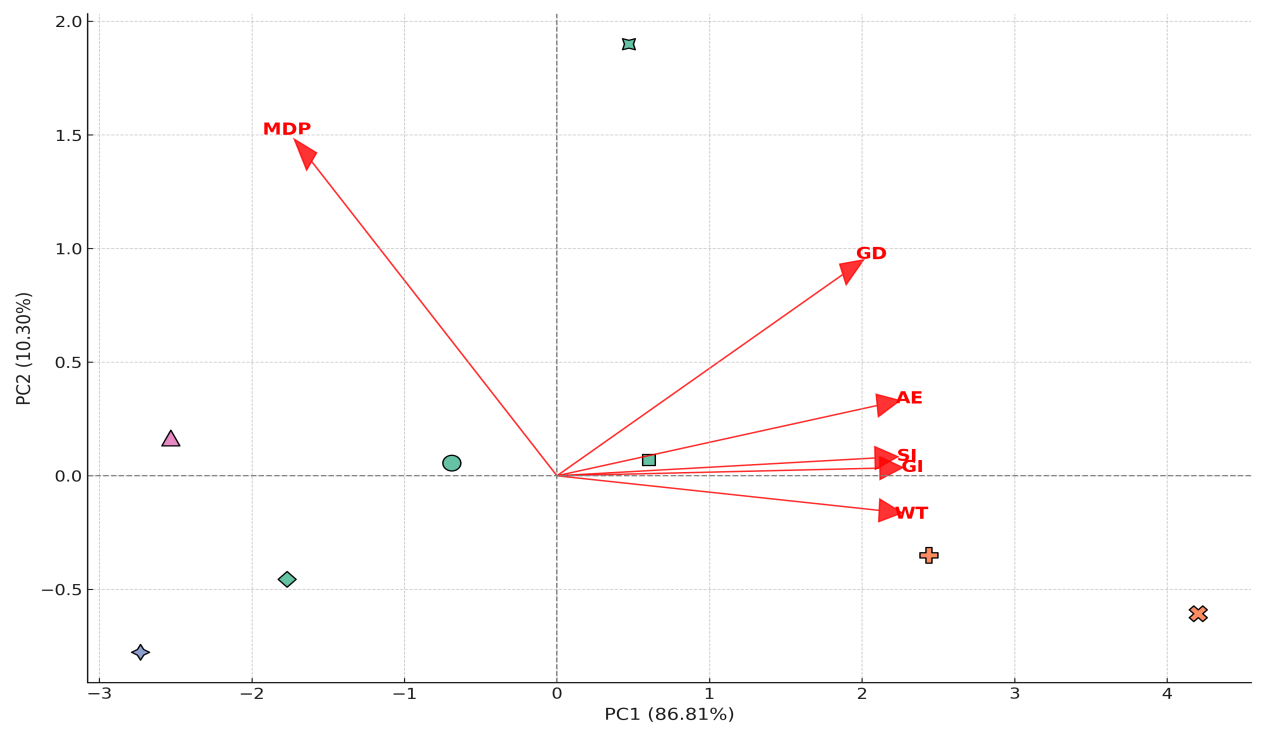 2.0
1.5
1.0
0.5
0.0
−0.5
PC2 (10.30%)
MDP
GD
AE
SI
GI
WT
−3 −2 −1 0 1 2 3 4
PC1 (86.81%)